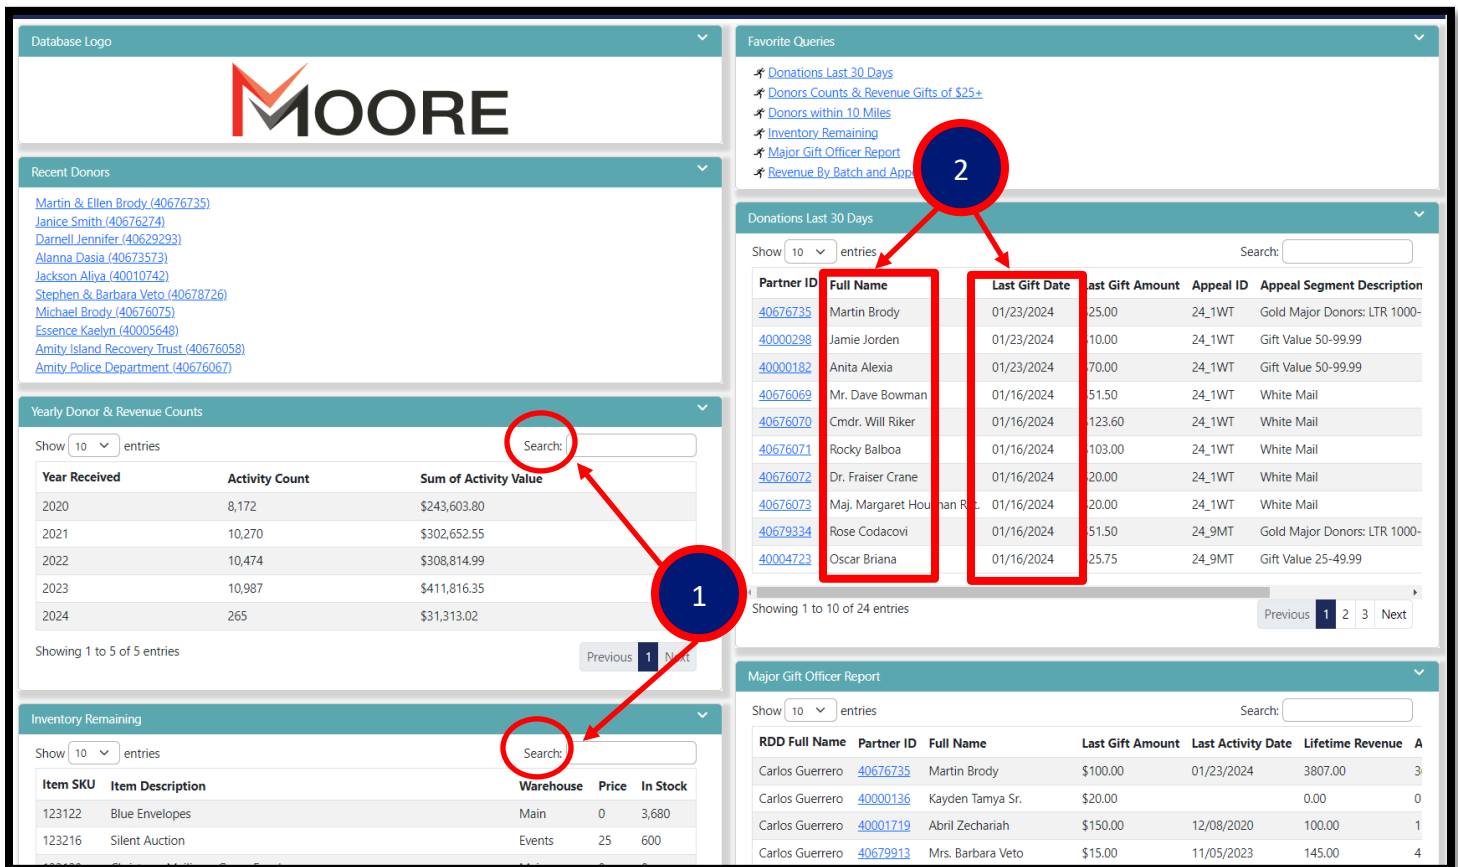 Database Logo
MOORE
Recent Donors
Martin & Ellen Brody (40676735)
Janice Smith (40676274)
Darnell Jennifer (40629293)
Alanna Dasia (40673573)
Jackson Aliya (40010742)
Stephen & Barbara Veto (40678726)
Michael Brody (40676075)
Essence Kaelyn (40005648)
Amity Island Recovery Trust (40676058)
Amity Police Department (40676067)
Yearly Donor & Revenue Counts
Show 10 entries Search:
Year Received Activity Count Sum of Activity Value
2020 8,172 $243,603.80
2021 10,270 $302,652.55
2022 10,474 $308,814.99
2023 10,987 $411,816.35
2024 265 $31,313.02
Showing 1 to 5 of 5 entries
Previous 1 Next
1
Inventory Remaining
Show 10 entries Search:
Item SKU Item Description Warehouse Price In Stock
123122 Blue Envelopes Main 0 3,680
123216 Silent Auction Events 25 600
Favorite Queries
Donations Last 30 Days
Donors Counts & Revenue Gifts of $25+
Donors within 10 Miles
Inventory Remaining
Major Gift Officer Report
Revenue By Batch and App
2
Donations Last 30 Days
Show 10 entries Search:
Partner ID Full Name Last Gift Date Last Gift Amount Appeal ID Appeal Segment Description
40676735 Martin Brody 01/23/2024 $25.00 24_1WT Gold Major Donors: LTR 1000-
40000298 Jamie Jorden 01/23/2024 $10.00 24_1WT Gift Value 50-99.99
40000182 Anita Alexia 01/23/2024 $70.00 24_1WT Gift Value 50-99.99
40676069 Mr. Dave Bowman 01/16/2024 $51.50 24_1WT White Mail
40676070 Cmdr. Will Riker 01/16/2024 $123.60 24_1WT White Mail
40676071 Rocky Balboa 01/16/2024 $103.00 24_1WT White Mail
40676072 Dr. Fraiser Crane 01/16/2024 $20.00 24_1WT White Mail
40676073 Maj. Margaret 01/16/2024 $20.00 24_1WT White Mail
40679334 Rose Codacovi 01/16/2024 $51.50 24_9MT Gold Major Donors: LTR 1000-
40004723 Oscar Briana 01/16/2024 $25.75 24_9MT Gift Value 25-49.99
Showing 1 to 10 of 24 entries
Previous 1 2 3 Next
Major Gift Officer Report
Show 10 entries Search:
RDD Full Name Partner ID Full Name Last Gift Amount Last Activity Date Lifetime Revenue A
Carlos Guerrero 40676735 Martin Brody $100.00 01/23/2024 3807.00
Carlos Guerrero 40000136 Kayden Tamya Sr. $20.00 0.00 0
Carlos Guerrero 40001719 Abril Zechariah $150.00 12/08/2020 100.00 1
Carlos Guerrero 40679913 Mrs. Barbara Veto $15.00 11/05/2023 145.00 4